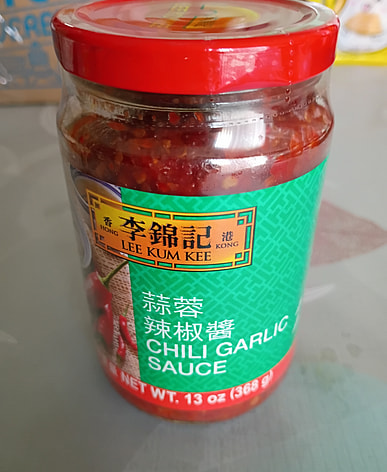 香 李錦記 港
HONG LEE KUM KEE KONG
蒜蓉
辣椒醬
CHILI GARLIC
SAUCE
NET WT. 13 oz (368 g)